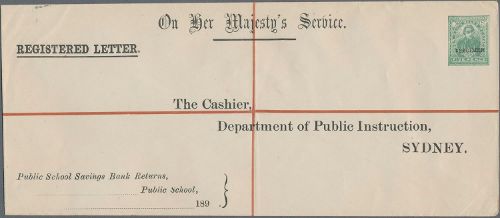 On Her Majesty's Service.
REGISTERED LETTER.
SPECIMEN
The Cashier,
Department of Public Instruction,
SYDNEY.
Public School Savings Bank Returns,
Public School,
189